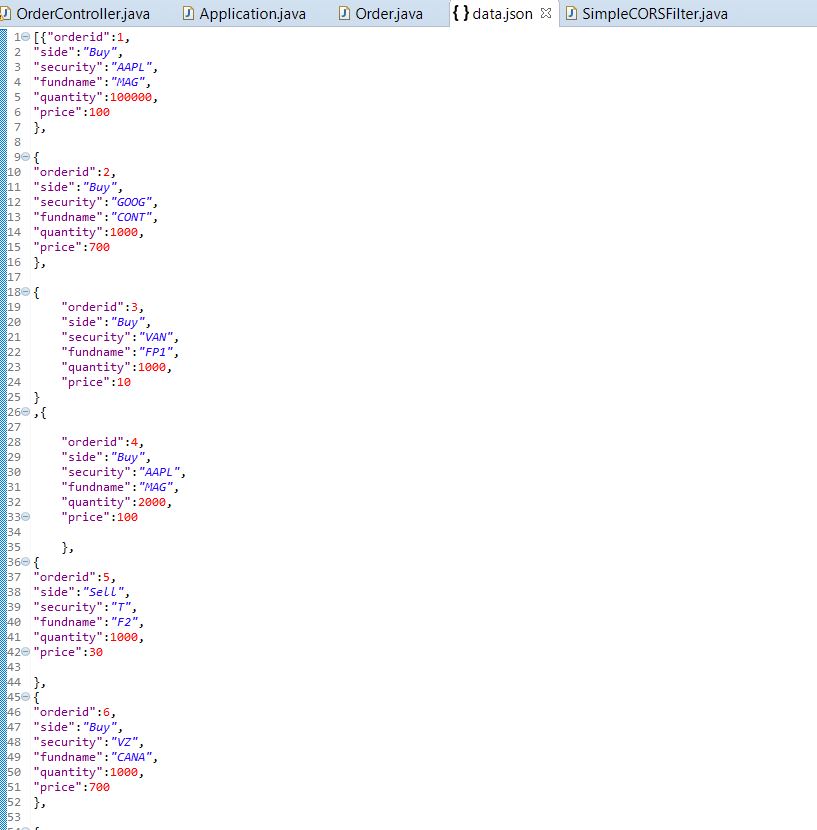 OrderController.java Application.java Order.java { } data.json SimpleCORSFilter.java
1 [{"orderid":1,
2 "side":"Buy",
3 "security":"AAPL",
4 "fundname":"MAG",
5 "quantity":100000,
6 "price":100
7 },
8
9 {
10 "orderid":2,
11 "side":"Buy",
12 "security":"GOOG",
13 "fundname":"CONT",
14 "quantity":1000,
15 "price":700
16 },
17
18 {
19     "orderid":3,
20     "side":"Buy",
21     "security":"VAN",
22     "fundname":"FP1",
23     "quantity":1000,
24     "price":10
25 }
26 ,{
27
28     "orderid":4,
29     "side":"Buy",
30     "security":"AAPL",
31     "fundname":"MAG",
32     "quantity":2000,
33     "price":100
34
35     },
36 {
37 "orderid":5,
38 "side":"Sell",
39 "security":"T",
40 "fundname":"F2",
41 "quantity":1000,
42 "price":30
43
44 },
45 {
46 "orderid":6,
47 "side":"Buy",
48 "security":"VZ",
49 "fundname":"CANA",
50 "quantity":1000,
51 "price":700
52 },
53
54 {